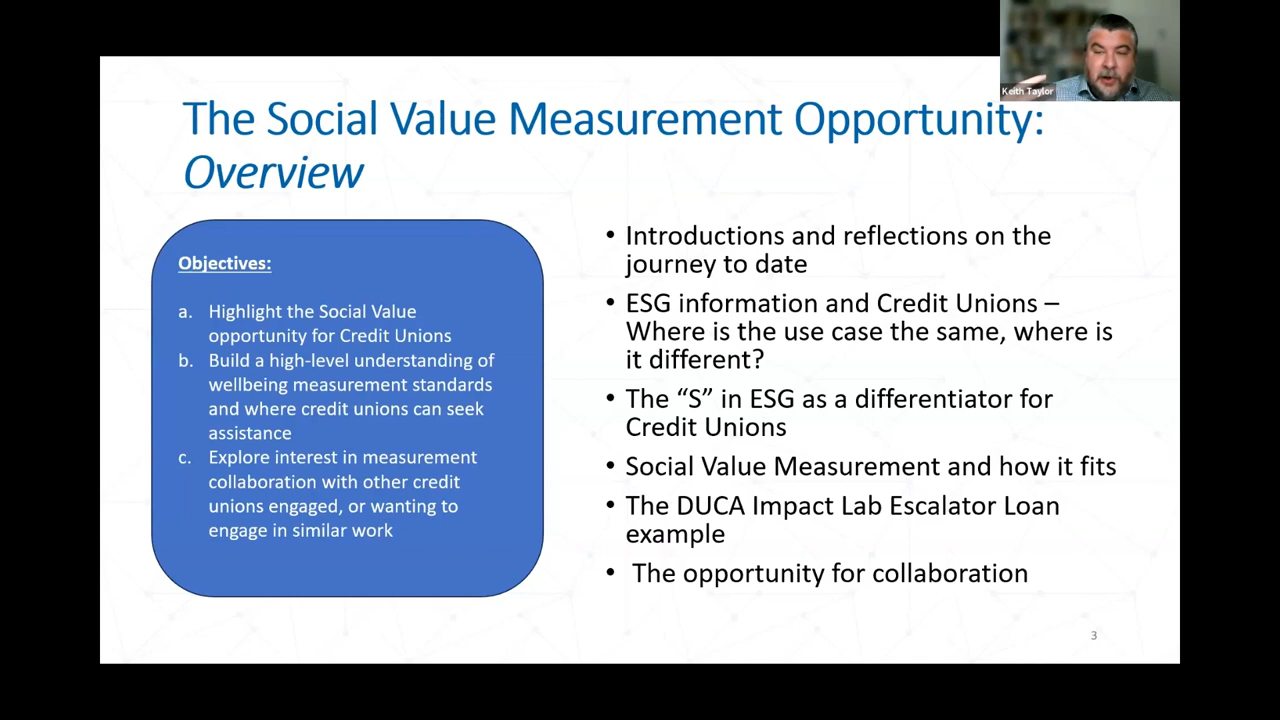 Keith Taylor
The Social Value Measurement Opportunity:
Overview
Objectives:
a. Highlight the Social Value
opportunity for Credit Unions
b. Build a high-level understanding of
wellbeing measurement standards
and where credit unions can seek
assistance
c. Explore interest in measurement
collaboration with other credit
unions engaged, or wanting to
engage in similar work
• Introductions and reflections on the
journey to date
• ESG information and Credit Unions –
Where is the use case the same, where is
it different?
• The “S” in ESG as a differentiator for
Credit Unions
• Social Value Measurement and how it fits
• The DUCA Impact Lab Escalator Loan
example
• The opportunity for collaboration
3